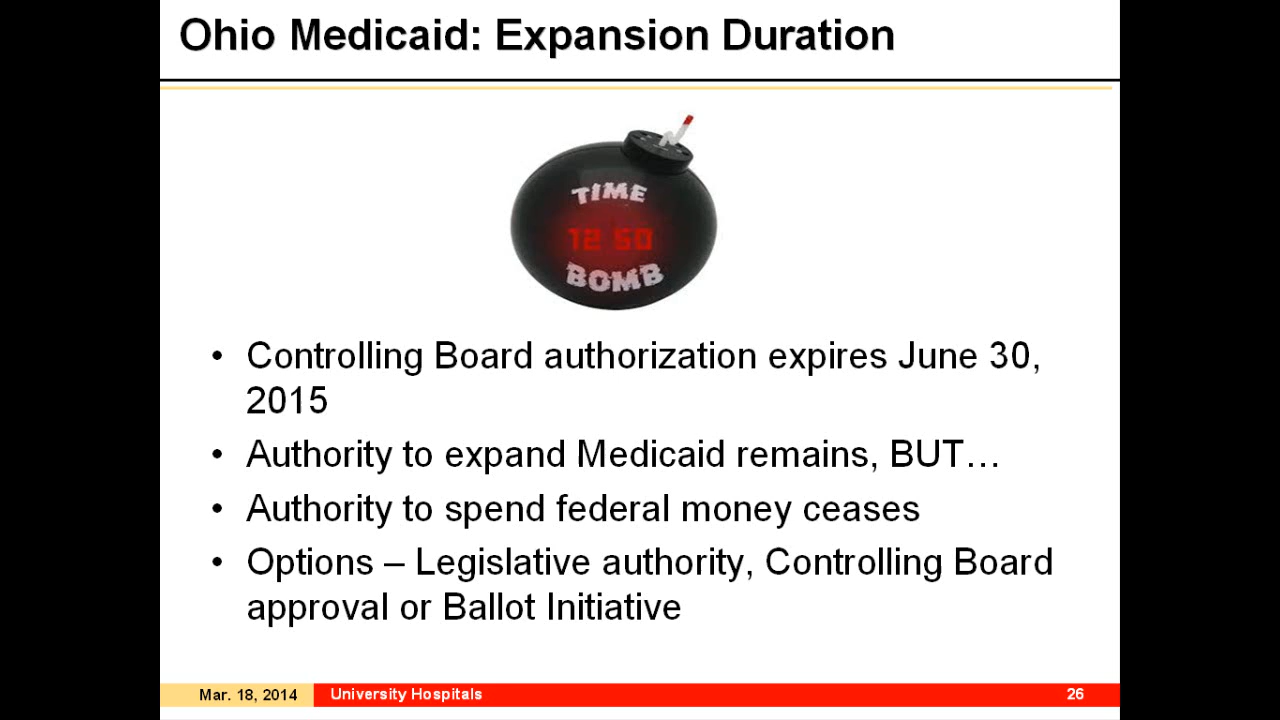 Ohio Medicaid: Expansion Duration
TIME
12 50
BOMB
• Controlling Board authorization expires June 30,
2015
• Authority to expand Medicaid remains, BUT…
• Authority to spend federal money ceases
• Options – Legislative authority, Controlling Board
approval or Ballot Initiative
Mar. 18, 2014 University Hospitals 26